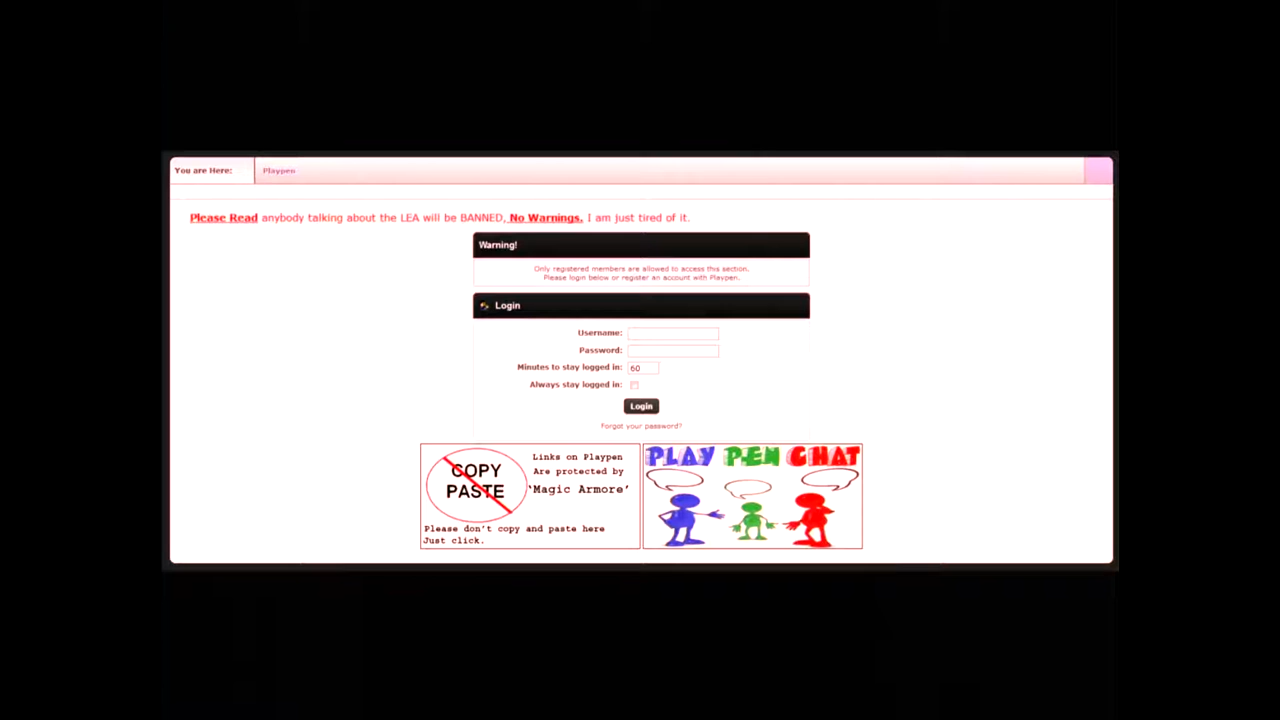 You are Here: Playpen
Please Read anybody talking about the LEA will be BANNED, No Warnings. I am just tired of it.
Warning!
Only registered members are allowed to access this section.
Please login below or register an account with Playpen.
Login
Username:
Password:
Minutes to stay logged in: 60
Always stay logged in:
Login
Forgot your password?
COPY
PASTE
Links on Playpen
Are protected by
‘Magic Armore’
Please don't copy and paste here
Just click.
PLAY PEN CHAT